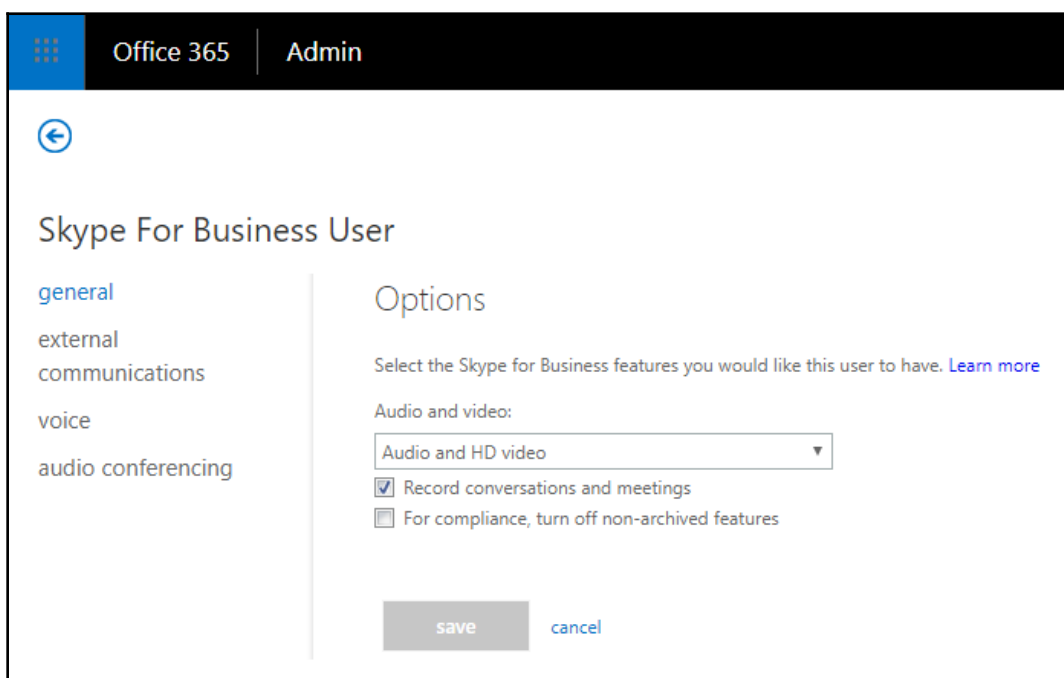 Office 365 Admin
Skype For Business User
general
external
communications
voice
audio conferencing
Options
Select the Skype for Business features you would like this user to have. Learn more
Audio and video:
Audio and HD video
Record conversations and meetings
For compliance, turn off non-archived features
save cancel